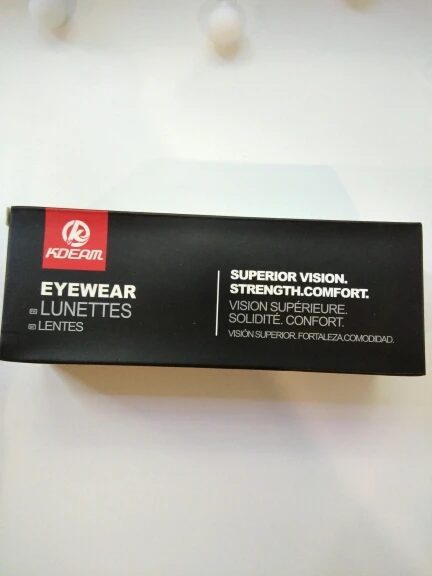 KDEAM
EYEWEAR
LUNETTES
LENTES
SUPERIOR VISION.
STRENGTH.COMFORT.
VISION SUPÉRIEURE.
SOLIDITÉ. CONFORT.
VISIÓN SUPERIOR. FORTALEZA.COMODIDAD.